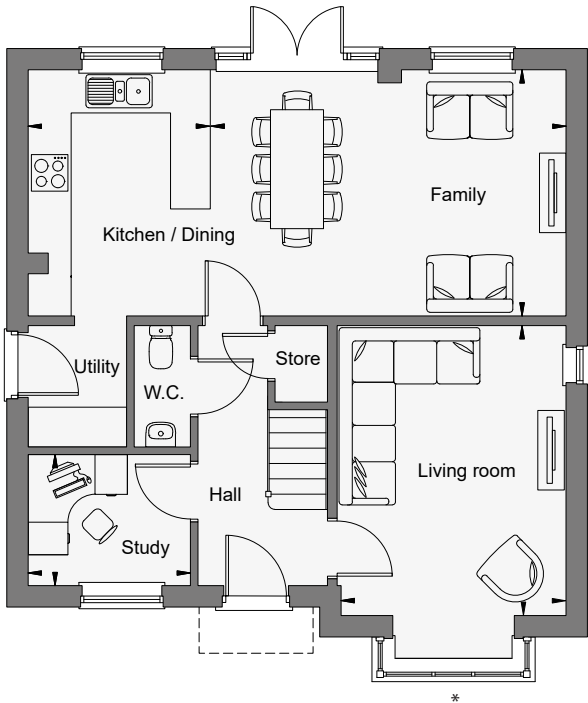 Family
Kitchen / Dining
Utility
Store
W.C.
Living room
Hall
Study
*